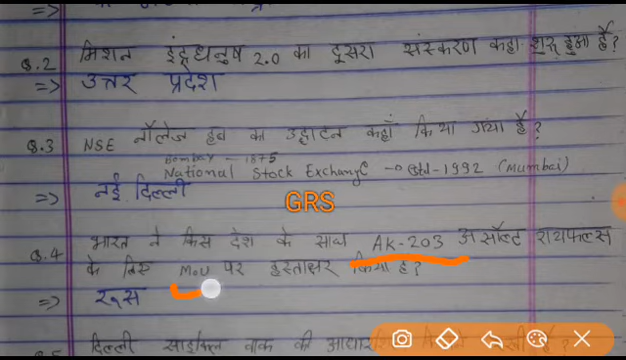 Q.2 मिशन इंद्रधनुष 2.0 का दूसरा संस्करण कहा शुरू हुआ है?
=> उत्तर प्रदेश
Q.3 NSE नॉलेज हब का उद्घाटन कहाँ किया गया है?
Bombay - 1875
National Stock Exchange - 1992 (Mumbai)
=> नई दिल्ली
GRS
Q.4 भारत ने किस देश के साथ AK-203 असॉल्ट रायफल्स
के लिए MoU पर हस्ताक्षर किया है?
=> रूस
दिल्ली साइकिल वाक की